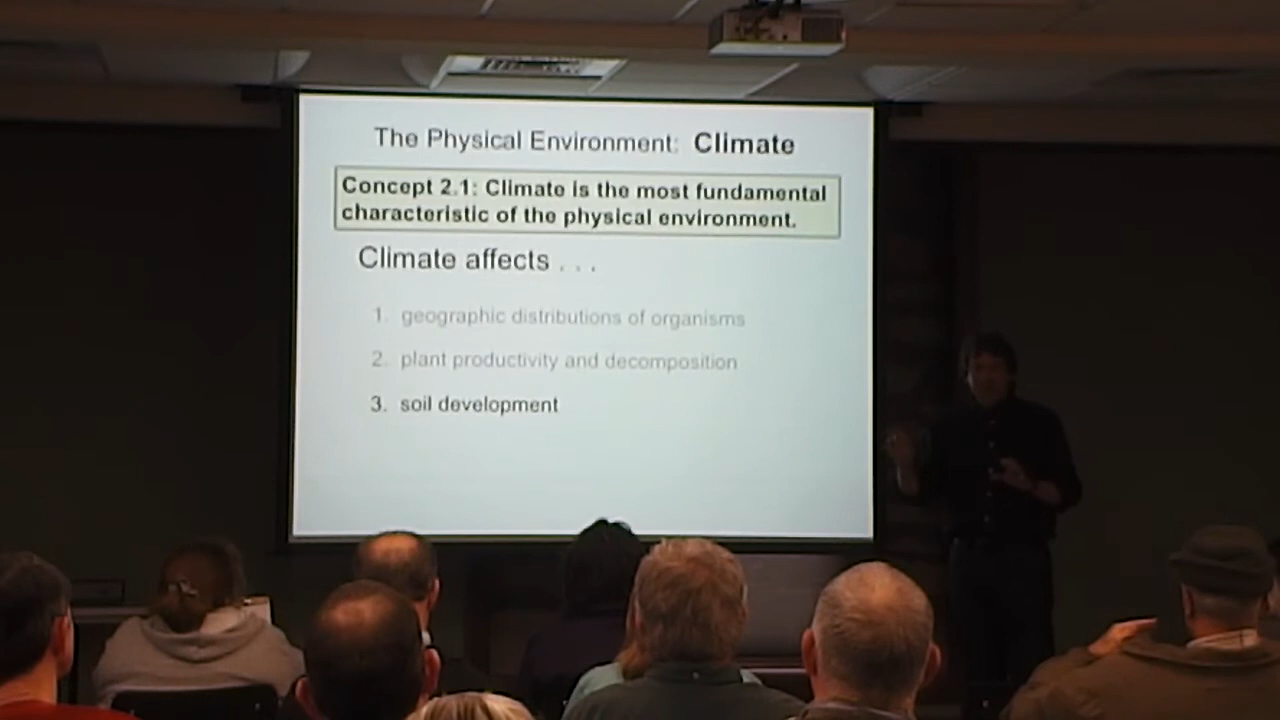 The Physical Environment: Climate
Concept 2.1: Climate is the most fundamental
characteristic of the physical environment.
Climate affects . . .
1. geographic distributions of organisms
2. plant productivity and decomposition
3. soil development